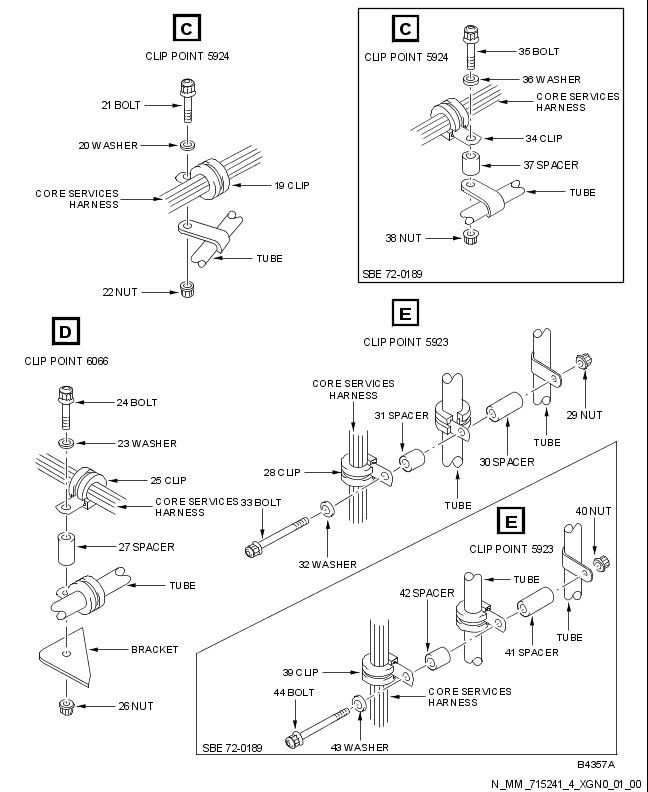 C
CLIP POINT 5924
21 BOLT
20 WASHER
CORE SERVICES
HARNESS
19 CLIP
TUBE
22 NUT
C
CLIP POINT 5924
35 BOLT
36 WASHER
CORE SERVICES
HARNESS
34 CLIP
37 SPACER
TUBE
38 NUT
SBE 72-0189
D
CLIP POINT 6066
24 BOLT
23 WASHER
25 CLIP
CORE SERVICES
HARNESS
27 SPACER
TUBE
BRACKET
26 NUT
E
CLIP POINT 5923
CORE SERVICES
HARNESS
31 SPACER
29 NUT
TUBE
30 SPACER
28 CLIP
TUBE
33 BOLT
32 WASHER
E
CLIP POINT 5923
40 NUT
TUBE
42 SPACER
TUBE
41 SPACER
39 CLIP
44 BOLT
CORE SERVICES
HARNESS
43 WASHER
SBE 72-0189
B4357A
N_MM_715241_4_XGN0_01_00